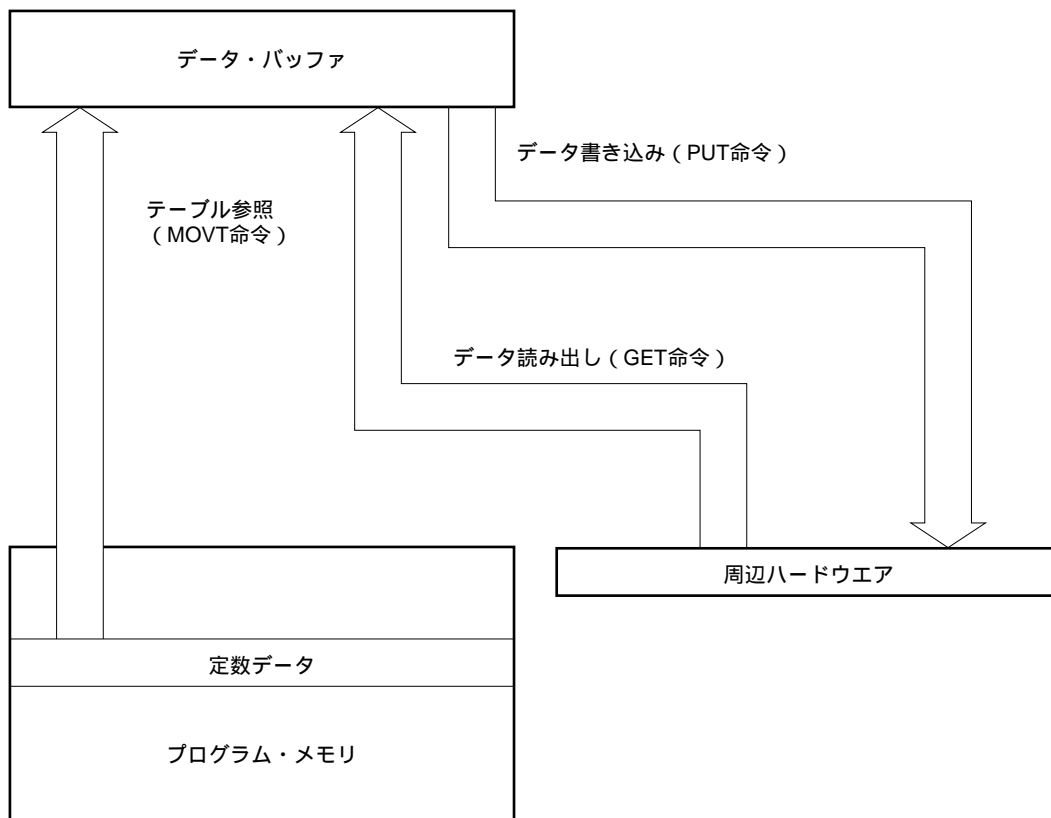 データ・バッファ
データ書き込み（PUT命令）
テーブル参照
（MOVT命令）
データ読み出し（GET命令）
周辺ハードウエア
定数データ
プログラム・メモリ